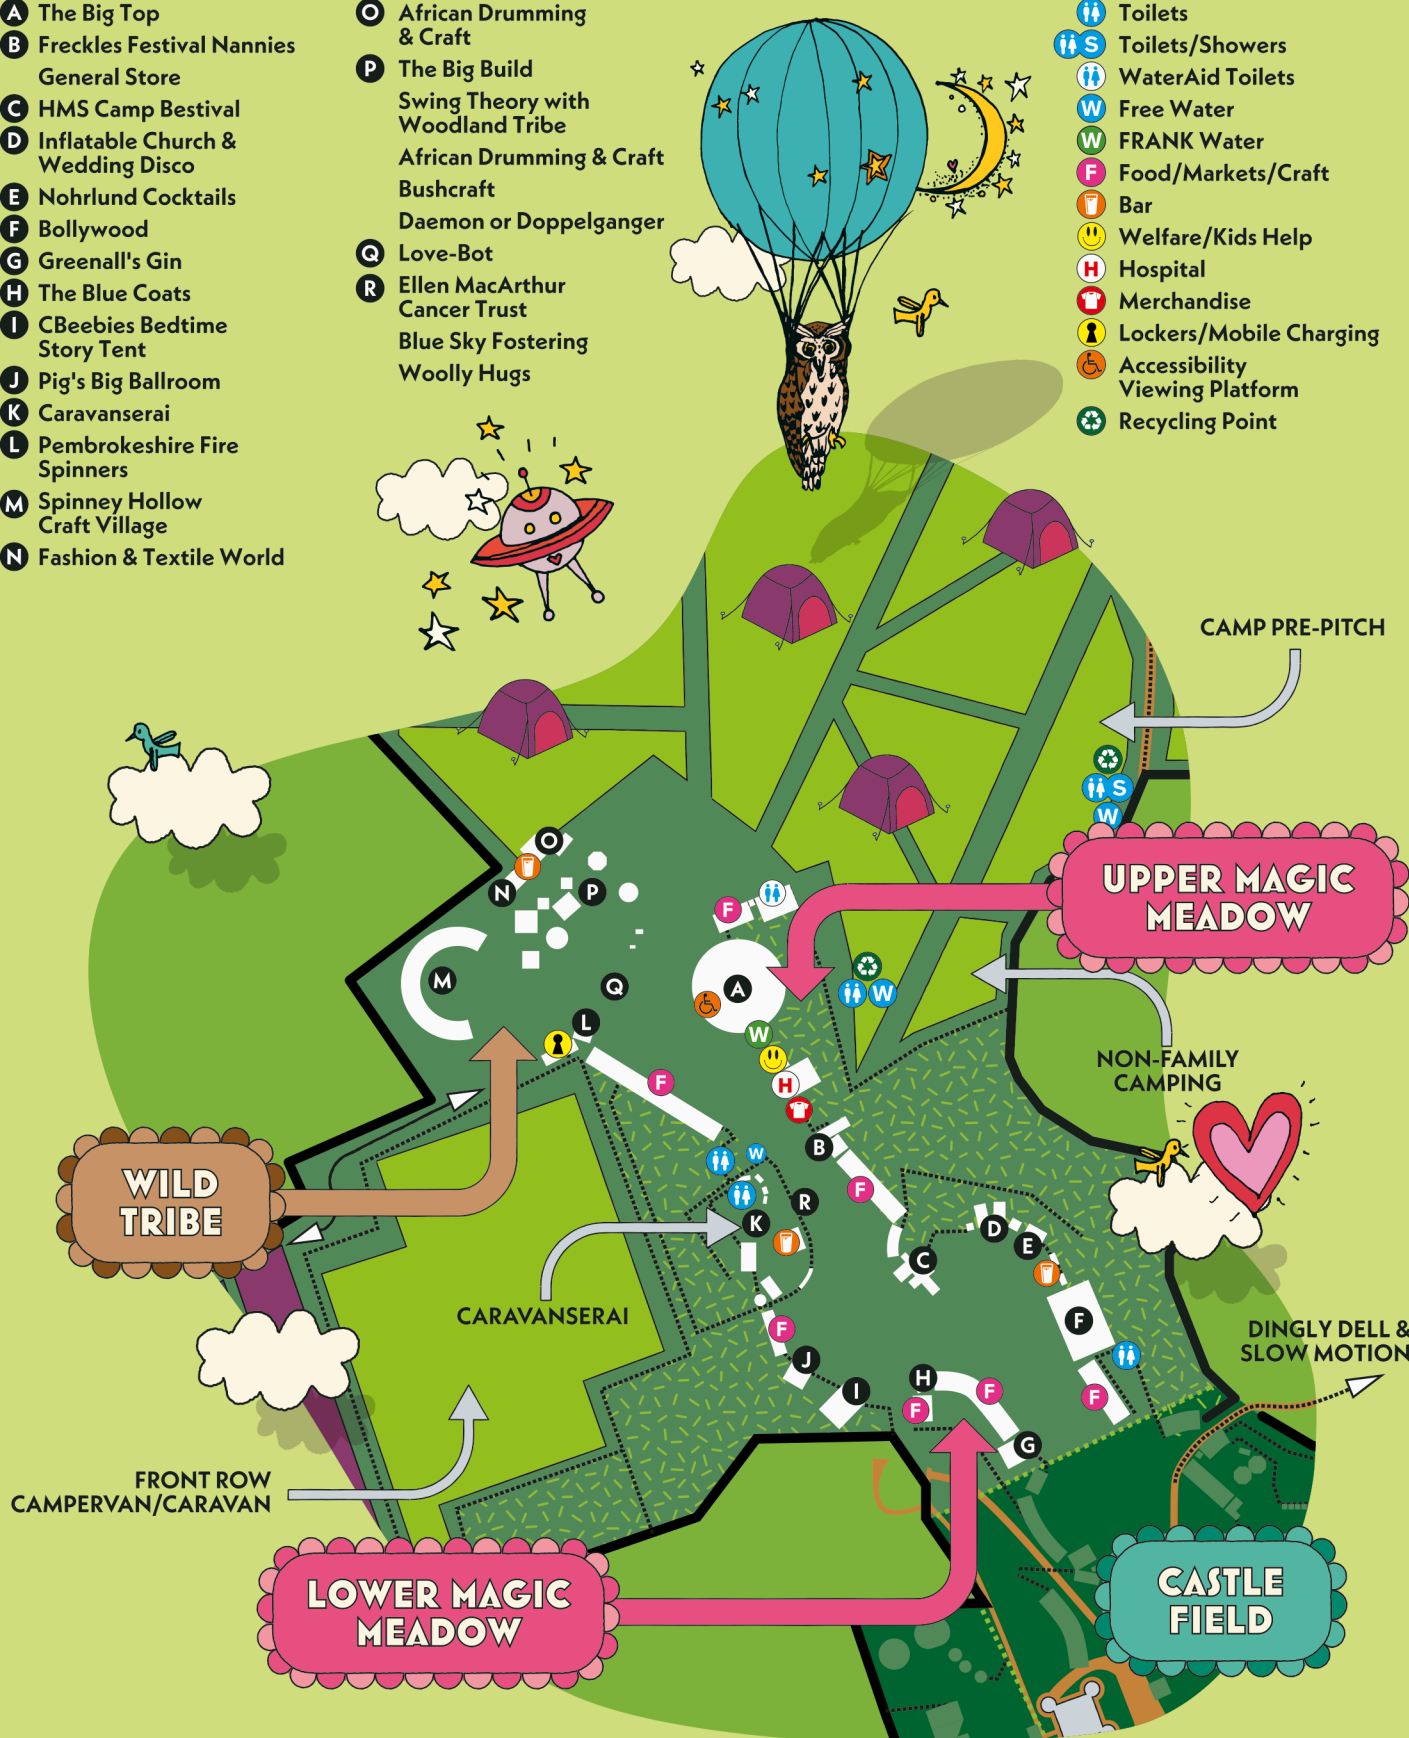 A The Big Top
B Freckles Festival Nannies
General Store
C HMS Camp Bestival
D Inflatable Church &
Wedding Disco
E Nohrlund Cocktails
F Bollywood
G Greenall's Gin
H The Blue Coats
I CBeebies Bedtime
Story Tent
J Pig's Big Ballroom
K Caravanserai
L Pembrokeshire Fire
Spinners
M Spinney Hollow
Craft Village
N Fashion & Textile World
O African Drumming
& Craft
P The Big Build
Swing Theory with
Woodland Tribe
African Drumming & Craft
Bushcraft
Daemon or Doppelganger
Q Love-Bot
R Ellen MacArthur
Cancer Trust
Blue Sky Fostering
Woolly Hugs
Toilets
S Toilets/Showers
WaterAid Toilets
W Free Water
W FRANK Water
F Food/Markets/Craft
Bar
Welfare/Kids Help
H Hospital
Merchandise
Lockers/Mobile Charging
Accessibility
Viewing Platform
Recycling Point
CAMP PRE-PITCH
S
W
UPPER MAGIC
MEADOW
O
N
P
F
M
Q
A
W
L
W
F
H
NON-FAMILY
CAMPING
B
W
F
WILD
TRIBE
R
K
D
E
C
CARAVANSERAI
F
F
DINGLY DELL &
SLOW MOTION
J
I
H
F
F
F
G
FRONT ROW
CAMPERVAN/CARAVAN
LOWER MAGIC
MEADOW
CASTLE
FIELD